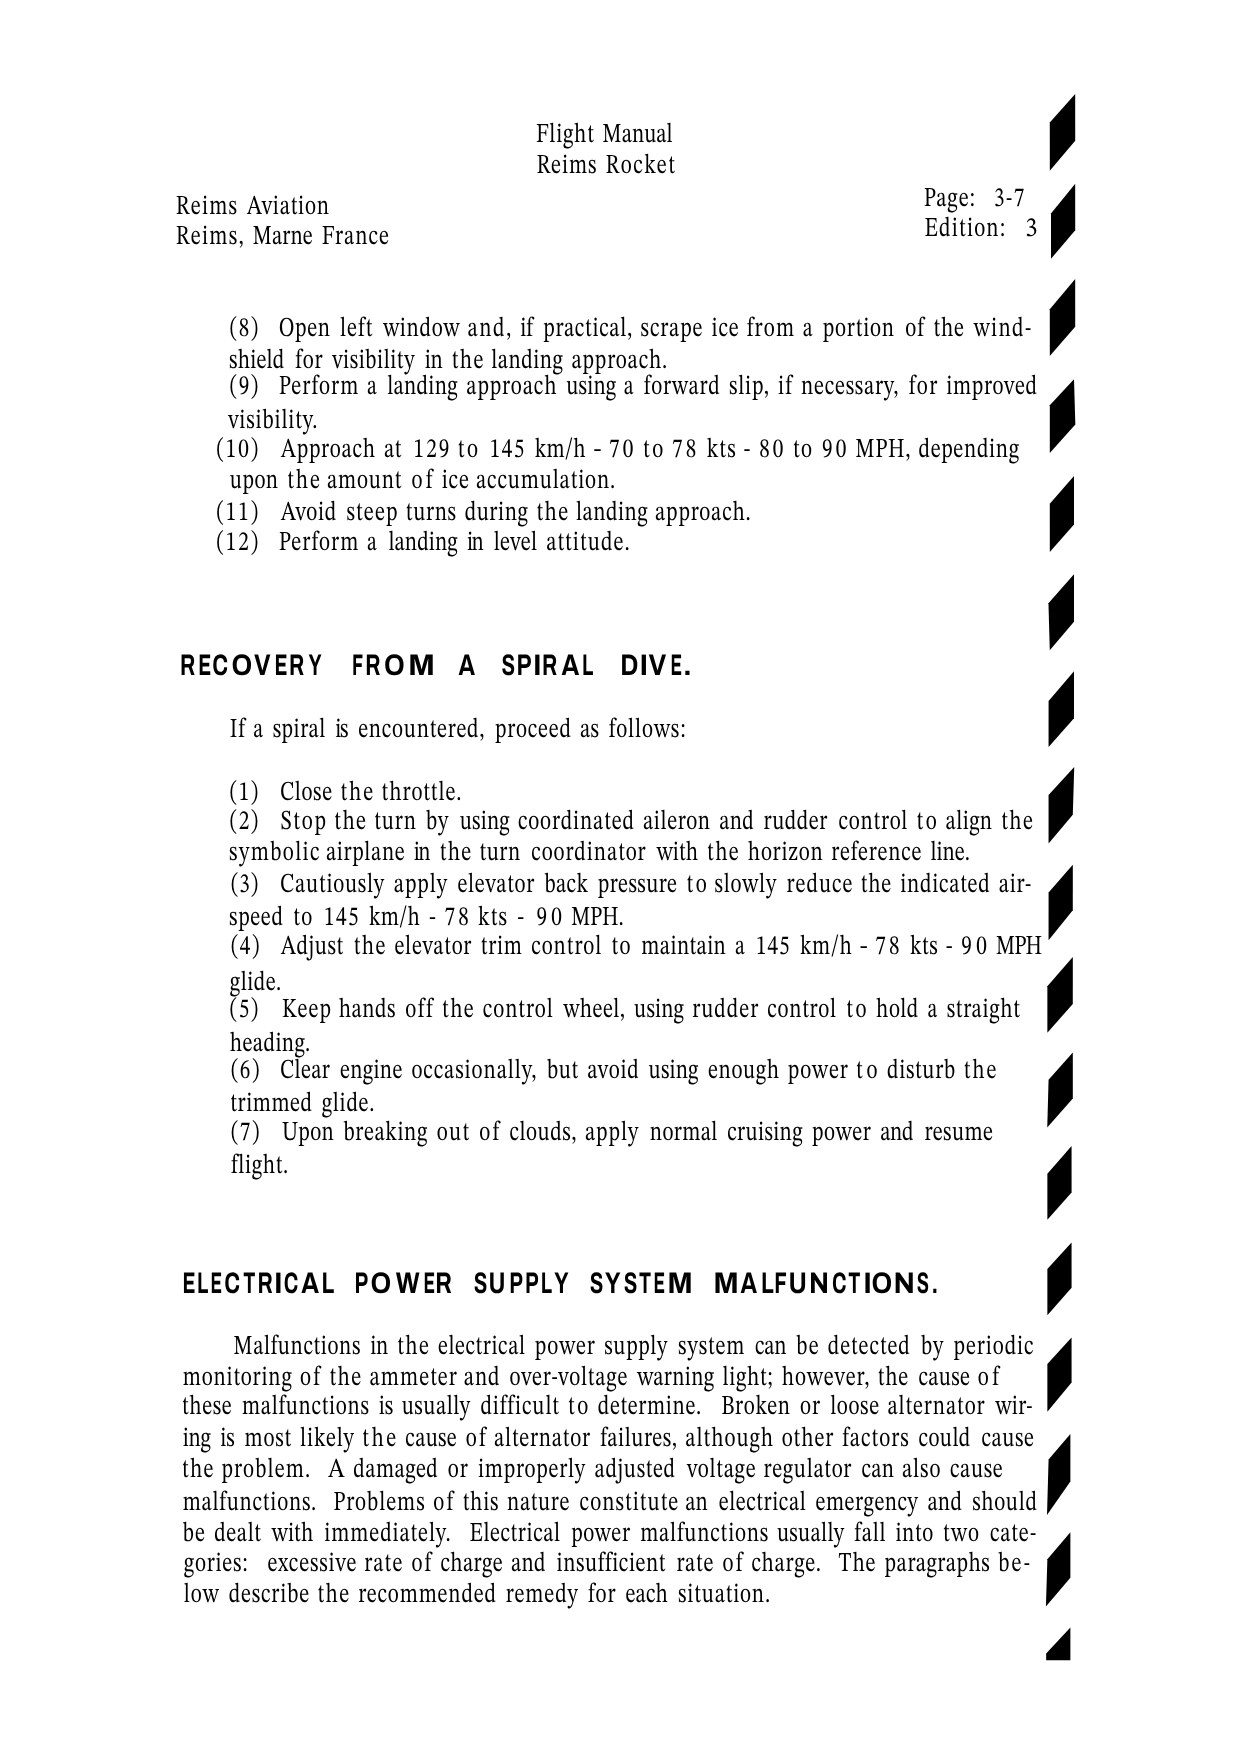 Flight Manual
Reims Rocket
Reims Aviation
Reims, Marne France
Page: 3-7
Edition: 3
(8) Open left window and, if practical, scrape ice from a portion of the wind-
shield for visibility in the landing approach.
(9) Perform a landing approach using a forward slip, if necessary, for improved
visibility.
(10) Approach at 129 to 145 km/h - 70 to 78 kts - 80 to 90 MPH, depending
upon the amount of ice accumulation.
(11) Avoid steep turns during the landing approach.
(12) Perform a landing in level attitude.
RECOVERY FROM A SPIRAL DIVE.
If a spiral is encountered, proceed as follows:
(1) Close the throttle.
(2) Stop the turn by using coordinated aileron and rudder control to align the
symbolic airplane in the turn coordinator with the horizon reference line.
(3) Cautiously apply elevator back pressure to slowly reduce the indicated air-
speed to 145 km/h - 78 kts - 90 MPH.
(4) Adjust the elevator trim control to maintain a 145 km/h - 78 kts - 90 MPH
glide.
(5) Keep hands off the control wheel, using rudder control to hold a straight
heading.
(6) Clear engine occasionally, but avoid using enough power to disturb the
trimmed glide.
(7) Upon breaking out of clouds, apply normal cruising power and resume
flight.
ELECTRICAL POWER SUPPLY SYSTEM MALFUNCTIONS.
Malfunctions in the electrical power supply system can be detected by periodic
monitoring of the ammeter and over-voltage warning light; however, the cause of
these malfunctions is usually difficult to determine. Broken or loose alternator wir-
ing is most likely the cause of alternator failures, although other factors could cause
the problem. A damaged or improperly adjusted voltage regulator can also cause
malfunctions. Problems of this nature constitute an electrical emergency and should
be dealt with immediately. Electrical power malfunctions usually fall into two cate-
gories: excessive rate of charge and insufficient rate of charge. The paragraphs be-
low describe the recommended remedy for each situation.